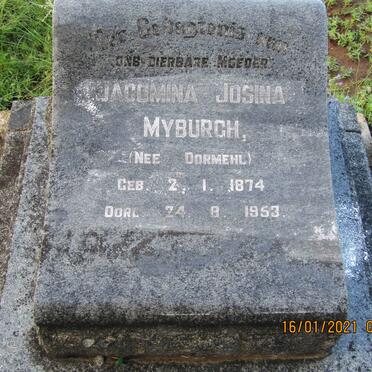 Ter Gedagtenis van
ons dierbare Moeder
Jacomina Josina
Myburgh,
(Nee Dormehl)
Geb. 2. 1. 1874
Oorl. 24. 8. 1953.
16/01/2021